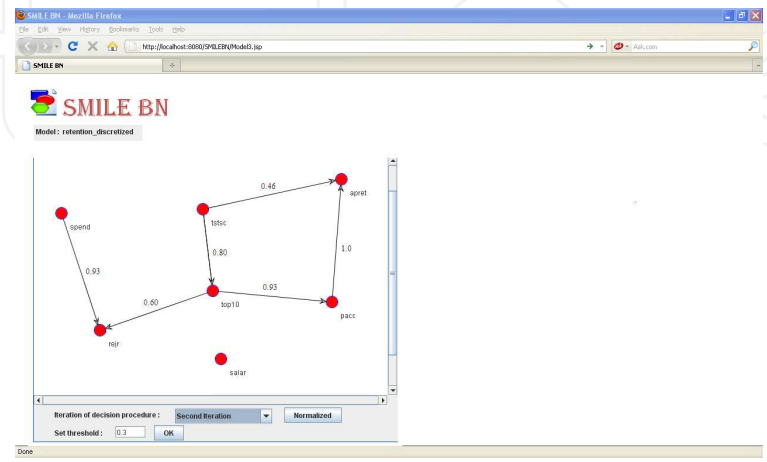 SMILE BN - Mozilla Firefox
File Edit View History Bookmarks Tools Help
http://localhost:8080/SMILEBN/Model3.jsp
Ask.com
SMILE BN
SMILE BN
Model : retention_discretized
0.46
apret
spend
tstsc
0.80
1.0
0.93
0.93
0.60
top10
pacc
rejr
salar
Iteration of decision procedure :
Second Iteration
Normalized
Set threshold :
0.3
OK
Done